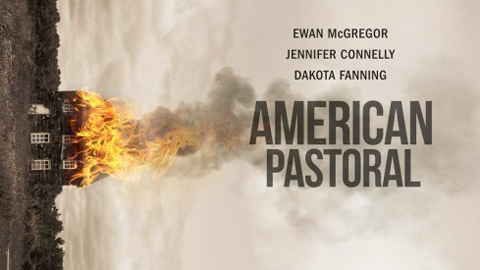 EWAN McGREGOR
JENNIFER CONNELLY
DAKOTA FANNING
AMERICAN
PASTORAL